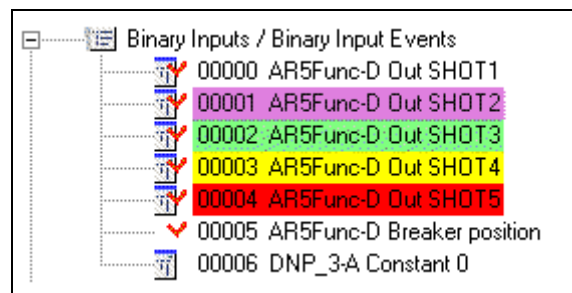 Binary Inputs / Binary Input Events
00000 AR5Func-D Out SHOT1
00001 AR5Func-D Out SHOT2
00002 AR5Func-D Out SHOT3
00003 AR5Func-D Out SHOT4
00004 AR5Func-D Out SHOT5
00005 AR5Func-D Breaker position
00006 DNP_3-A Constant 0